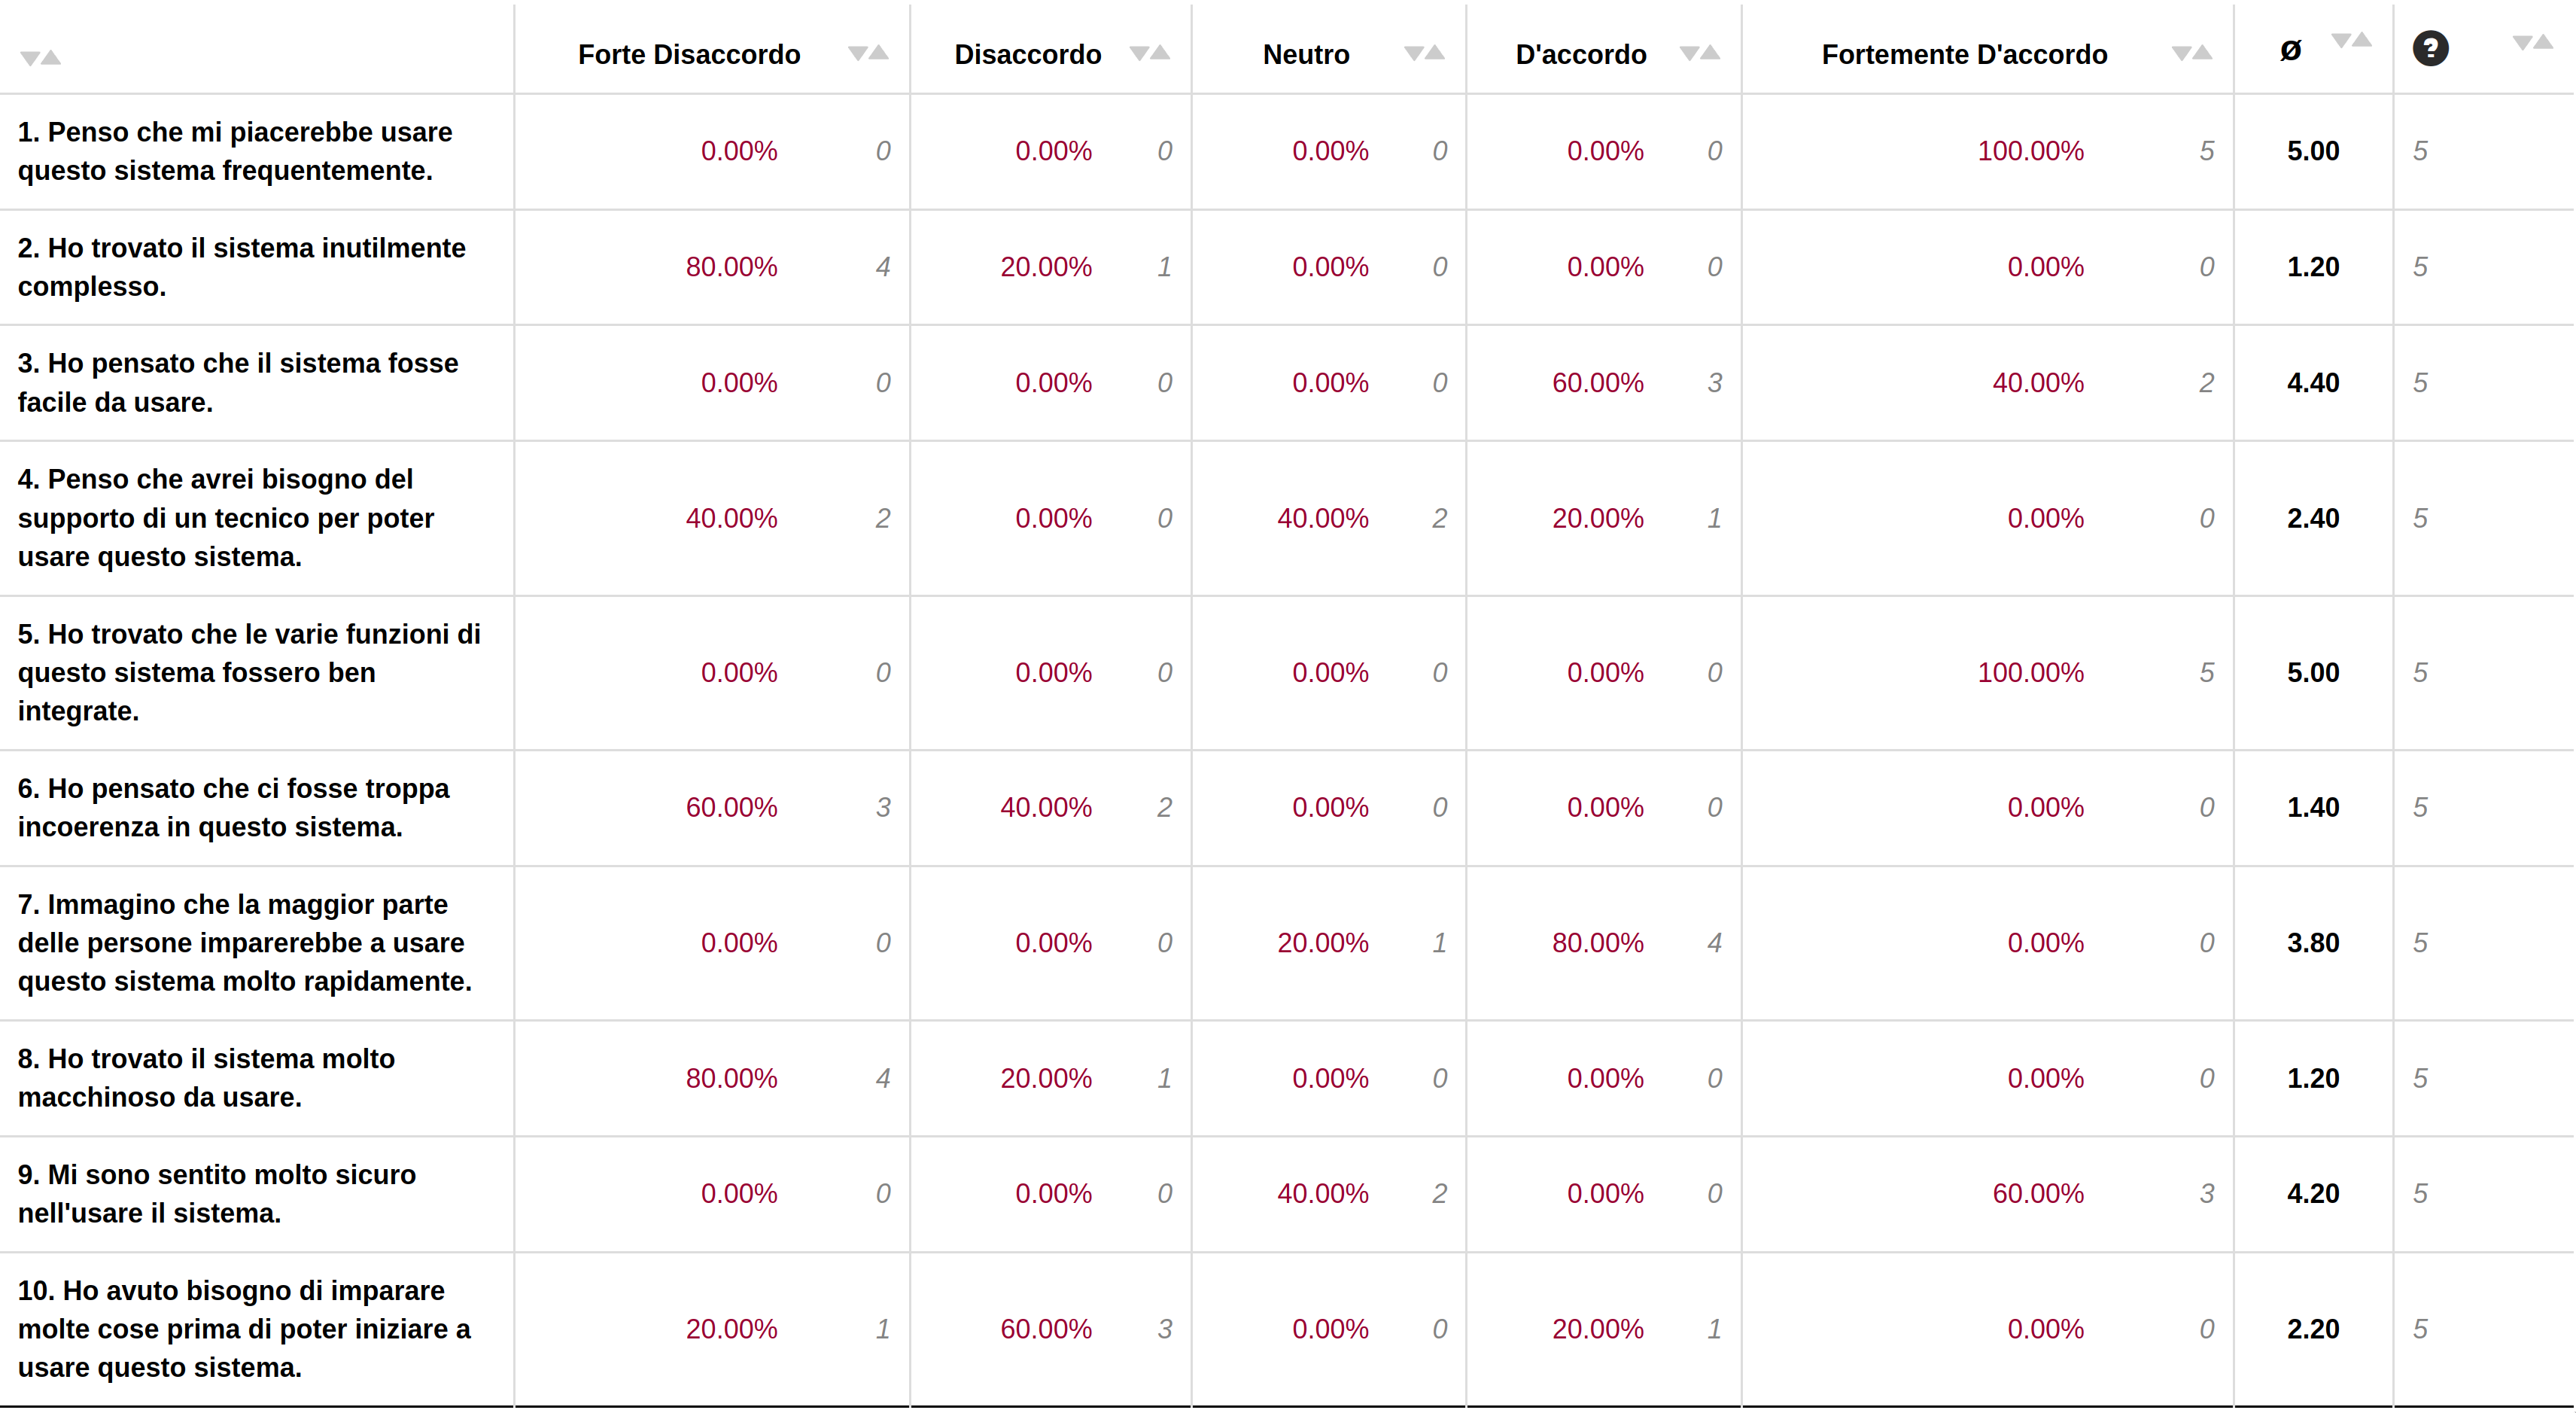 Forte Disaccordo Disaccordo Neutro D'accordo Fortemente D'accordo ø ?
1. Penso che mi piacerebbe usare
questo sistema frequentemente.
0.00% 0 0.00% 0 0.00% 0 0.00% 0 100.00% 5 5.00 5
2. Ho trovato il sistema inutilmente
complesso.
80.00% 4 20.00% 1 0.00% 0 0.00% 0 0.00% 0 1.20 5
3. Ho pensato che il sistema fosse
facile da usare.
0.00% 0 0.00% 0 0.00% 0 60.00% 3 40.00% 2 4.40 5
4. Penso che avrei bisogno del
supporto di un tecnico per poter
usare questo sistema.
40.00% 2 0.00% 0 40.00% 2 20.00% 1 0.00% 0 2.40 5
5. Ho trovato che le varie funzioni di
questo sistema fossero ben
integrate.
0.00% 0 0.00% 0 0.00% 0 0.00% 0 100.00% 5 5.00 5
6. Ho pensato che ci fosse troppa
incoerenza in questo sistema.
60.00% 3 40.00% 2 0.00% 0 0.00% 0 0.00% 0 1.40 5
7. Immagino che la maggior parte
delle persone imparerebbe a usare
questo sistema molto rapidamente.
0.00% 0 0.00% 0 20.00% 1 80.00% 4 0.00% 0 3.80 5
8. Ho trovato il sistema molto
macchinoso da usare.
80.00% 4 20.00% 1 0.00% 0 0.00% 0 0.00% 0 1.20 5
9. Mi sono sentito molto sicuro
nell'usare il sistema.
0.00% 0 0.00% 0 40.00% 2 0.00% 0 60.00% 3 4.20 5
10. Ho avuto bisogno di imparare
molte cose prima di poter iniziare a
usare questo sistema.
20.00% 1 60.00% 3 0.00% 0 20.00% 1 0.00% 0 2.20 5